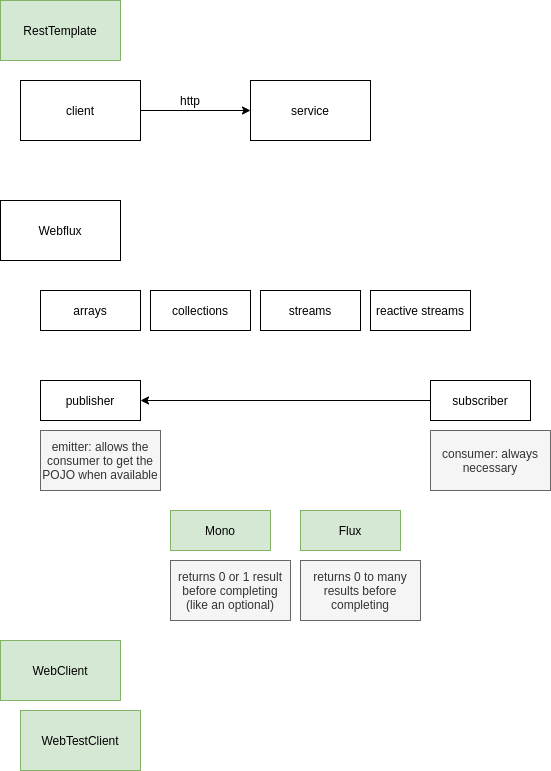 RestTemplate
client
http
service
Webflux
arrays
collections
streams
reactive streams
publisher
subscriber
emitter: allows the
consumer to get the
POJO when available
consumer: always
necessary
Mono
Flux
returns 0 or 1 result
before completing
(like an optional)
returns 0 to many
results before
completing
WebClient
WebTestClient